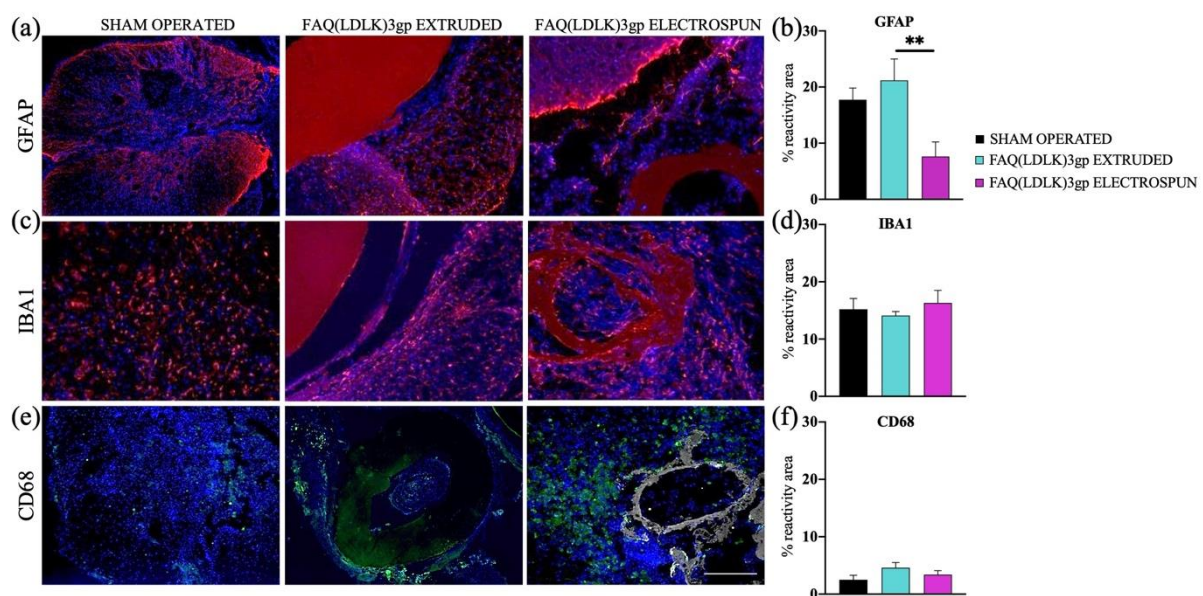 (a) SHAM OPERATED FAQ(LDLK)3gp EXTRUDED FAQ(LDLK)3gp ELECTROSPUN (b) GFAP
GFAP
30
20
10
0
% reactivity area
**
SHAM OPERATED
FAQ(LDLK)3gp EXTRUDED
FAQ(LDLK)3gp ELECTROSPUN
(c)
IBA1
(d) IBA1
30
20
10
0
% reactivity area
(e)
CD68
(f) CD68
30
20
10
0
% reactivity area